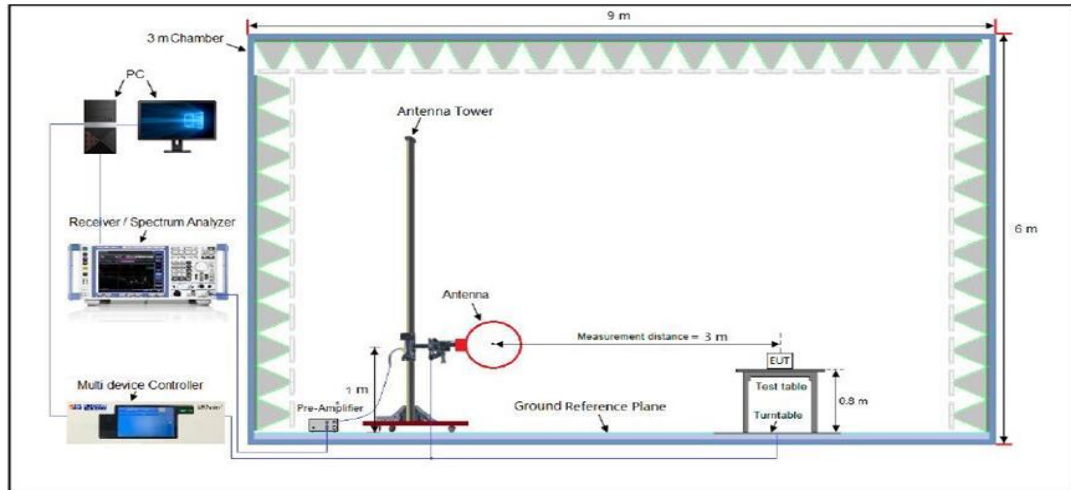 9 m
3 m Chamber
PC
Antenna Tower
Receiver / Spectrum Analyzer
6 m
Antenna
Measurement distance = 3 m
EUT
Multi device Controller
1 m
Test table
0.8 m
Pre-Amplifier
Ground Reference Plane
Turntable